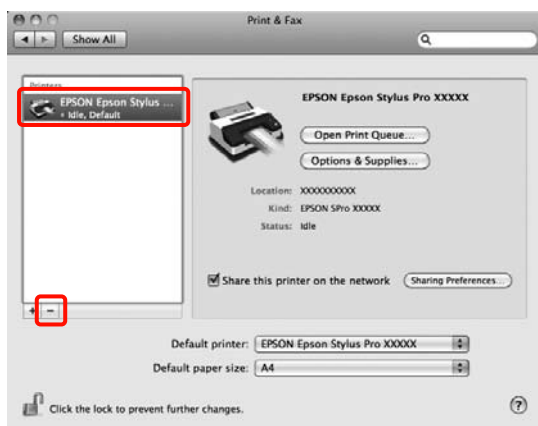 Print & Fax
Show All
Printers
EPSON Epson Stylus ...
• Idle, Default
EPSON Epson Stylus Pro XXXXX
Open Print Queue...
Options & Supplies...
Location: XXXXXXXXXX
Kind: EPSON SPro XXXXX
Status: Idle
Share this printer on the network
Sharing Preferences...
+ −
Default printer: EPSON Epson Stylus Pro XXXXX
Default paper size: A4
Click the lock to prevent further changes.
?